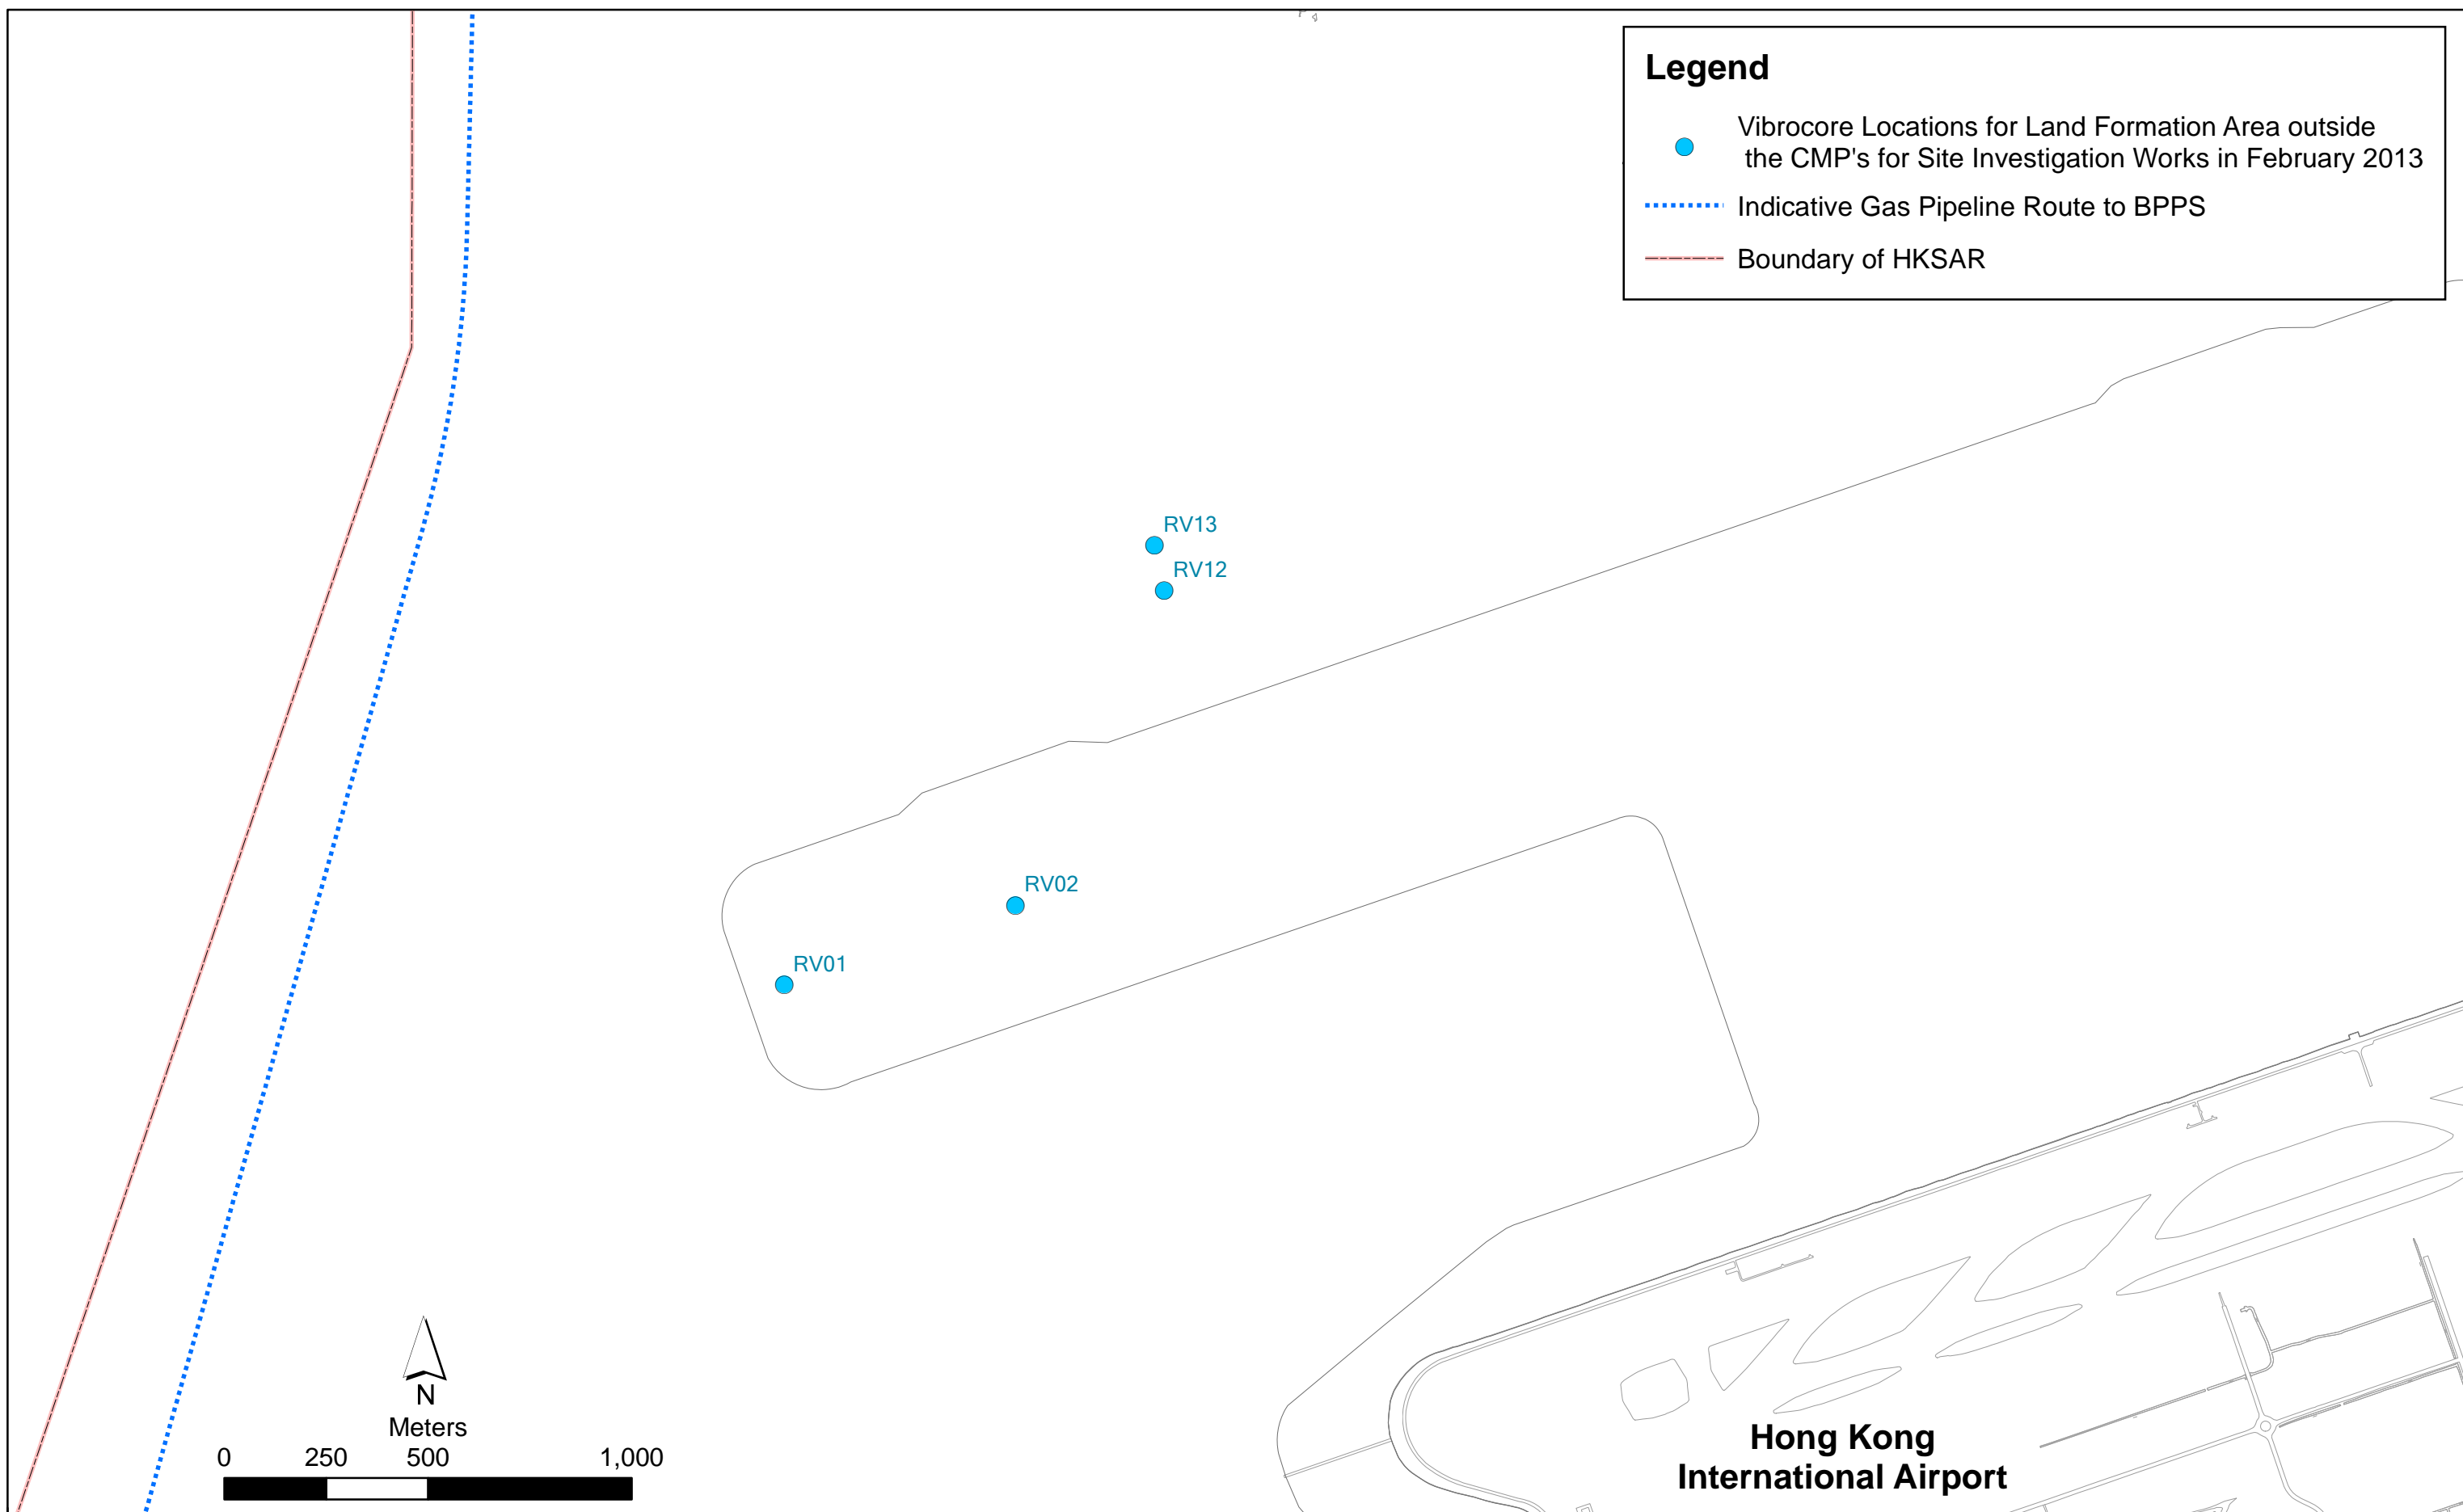 Legend
Vibrocore Locations for Land Formation Area outside
the CMP's for Site Investigation Works in February 2013
Indicative Gas Pipeline Route to BPPS
Boundary of HKSAR
RV13
RV12
RV02
RV01
N
Meters
0 250 500 1,000
Hong Kong
International Airport